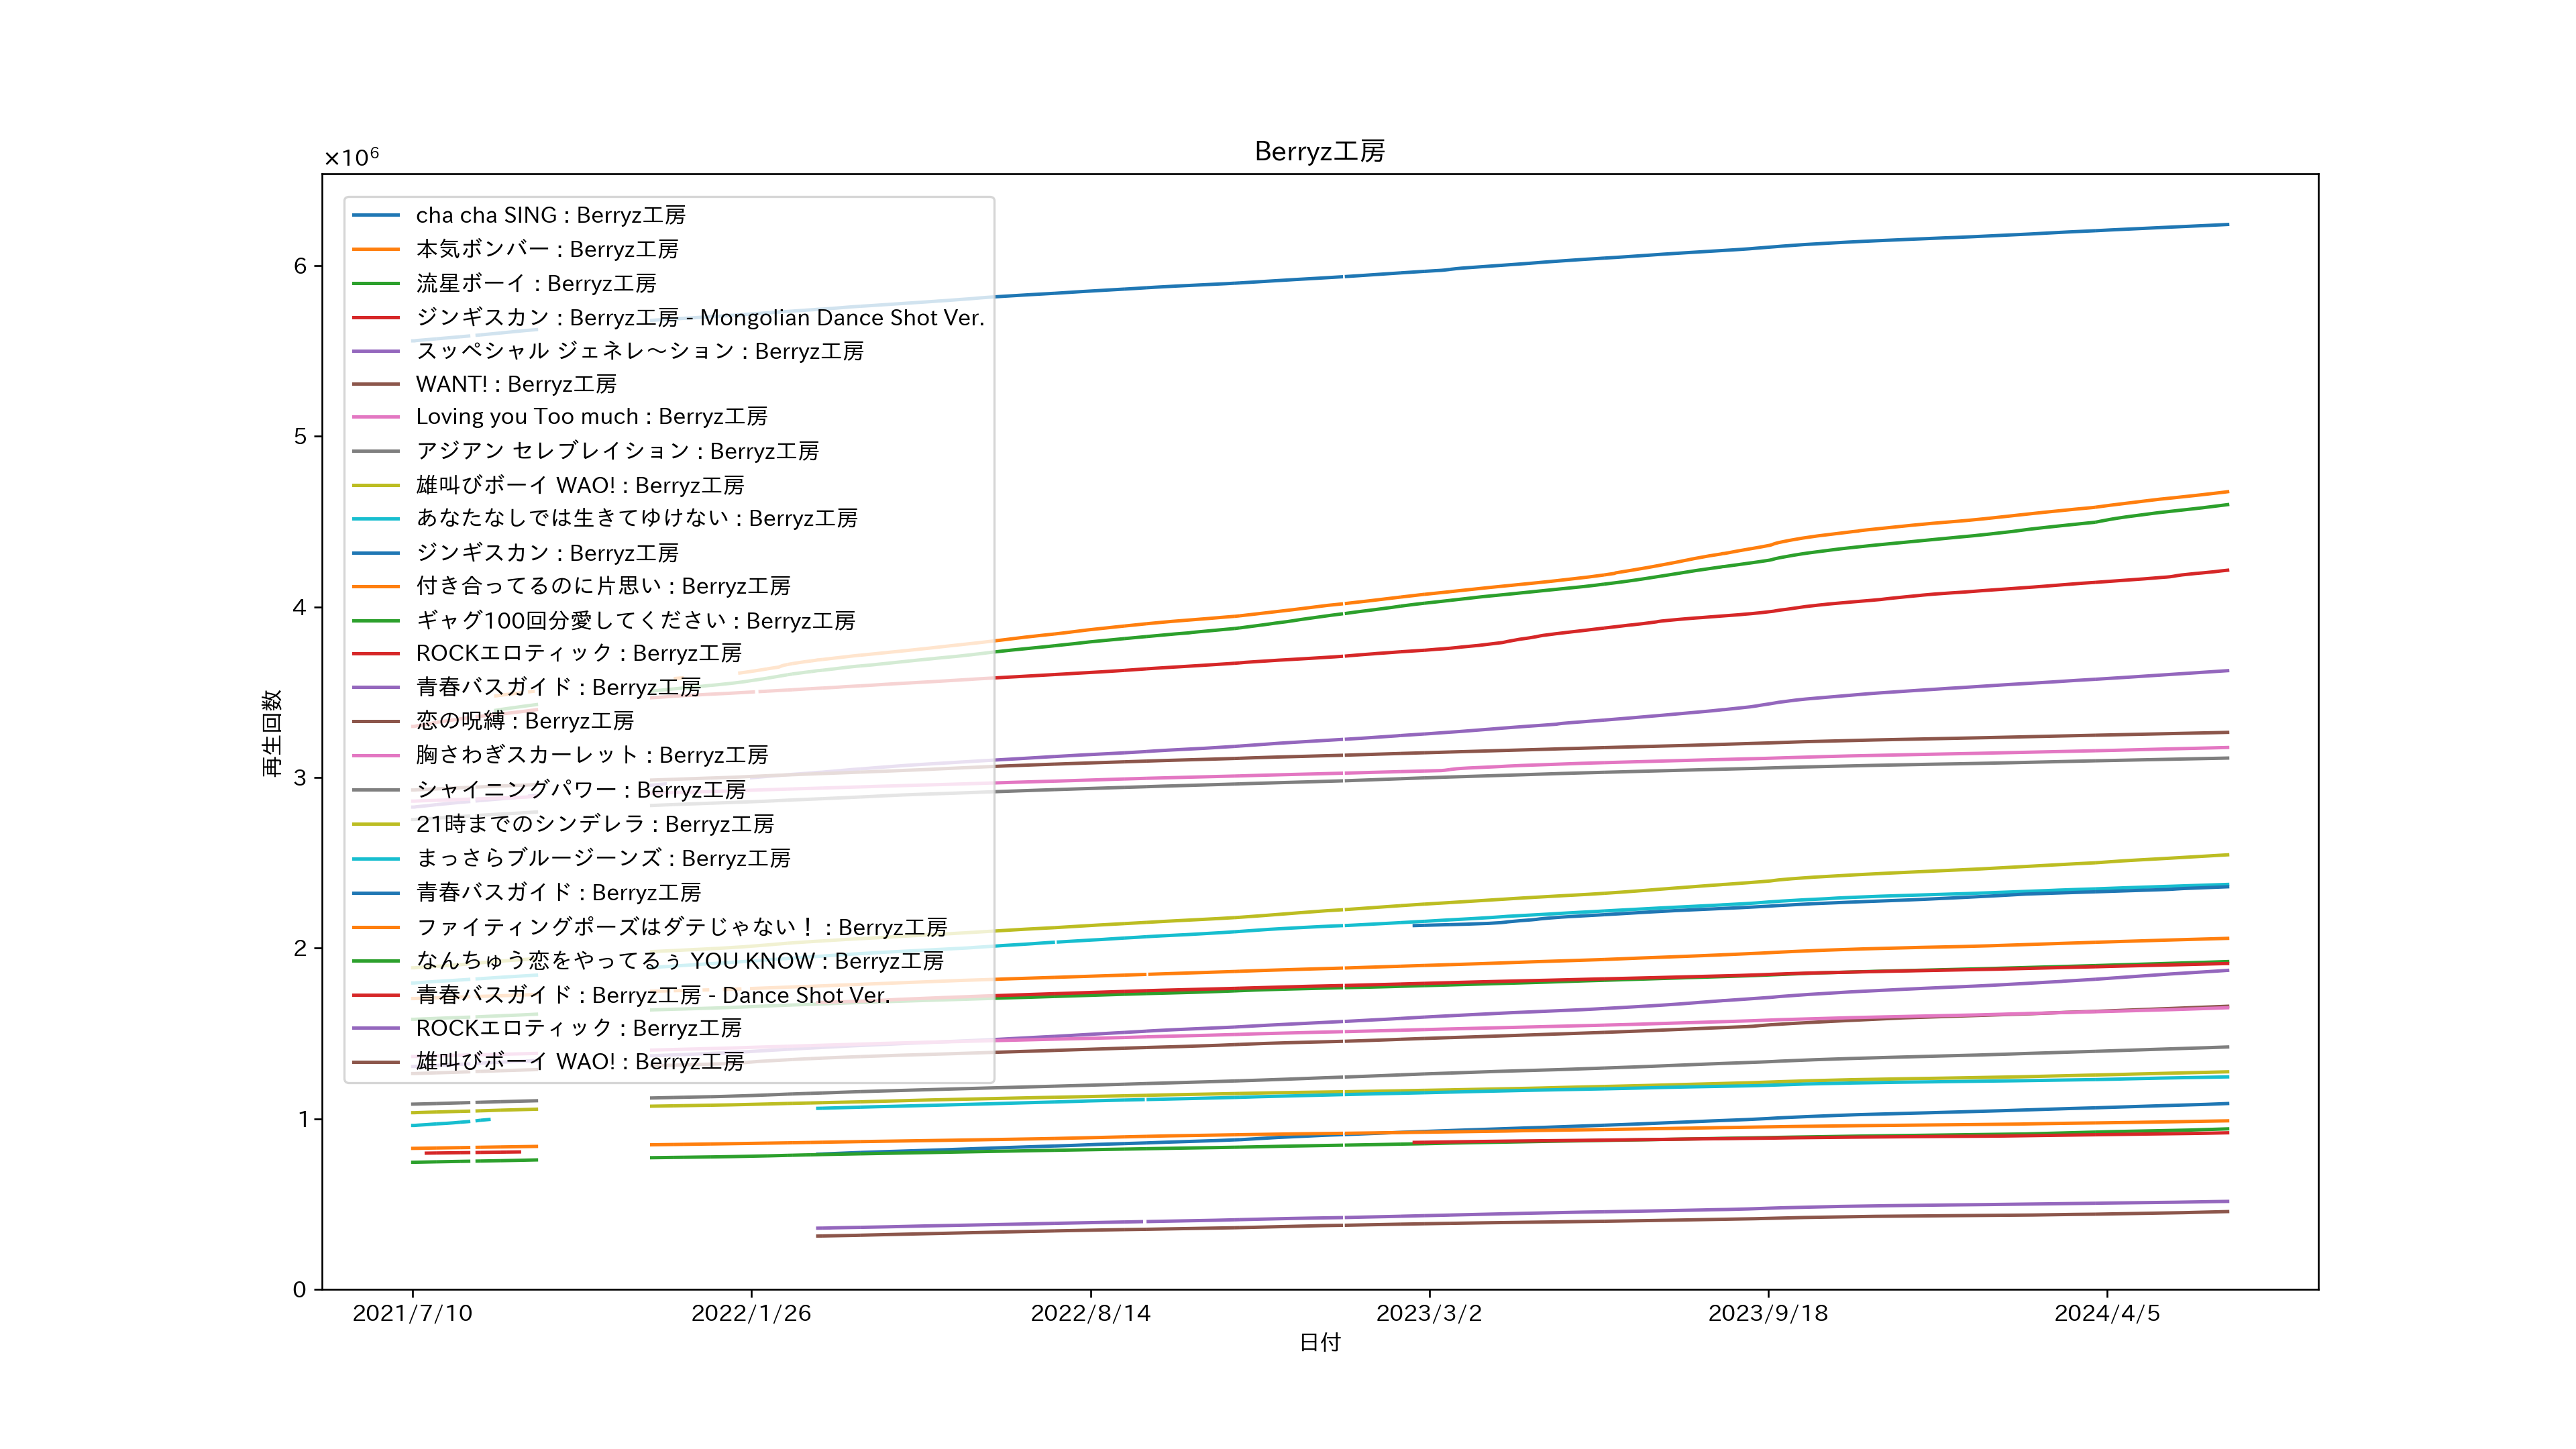 Berryz工房
×10⁶
cha cha SING : Berryz工房
本気ボンバー : Berryz工房
流星ボーイ : Berryz工房
ジンギスカン : Berryz工房 - Mongolian Dance Shot Ver.
スッペシャル ジェネレ～ション : Berryz工房
WANT! : Berryz工房
Loving you Too much : Berryz工房
アジアン セレブレイション : Berryz工房
雄叫びボーイ WAO! : Berryz工房
あなたなしでは生きてゆけない : Berryz工房
ジンギスカン : Berryz工房
付き合ってるのに片思い : Berryz工房
ギャグ100回分愛してください : Berryz工房
ROCKエロティック : Berryz工房
青春バスガイド : Berryz工房
恋の呪縛 : Berryz工房
胸さわぎスカーレット : Berryz工房
シャイニングパワー : Berryz工房
21時までのシンデレラ : Berryz工房
まっさらブルージーンズ : Berryz工房
青春バスガイド : Berryz工房
ファイティングポーズはダテじゃない！ : Berryz工房
なんちゅう恋をやってるぅ YOU KNOW : Berryz工房
青春バスガイド : Berryz工房 - Dance Shot Ver.
ROCKエロティック : Berryz工房
雄叫びボーイ WAO! : Berryz工房
6
5
4
3
2
1
0
再生回数
2021/7/10
2022/1/26
2022/8/14
2023/3/2
2023/9/18
2024/4/5
日付